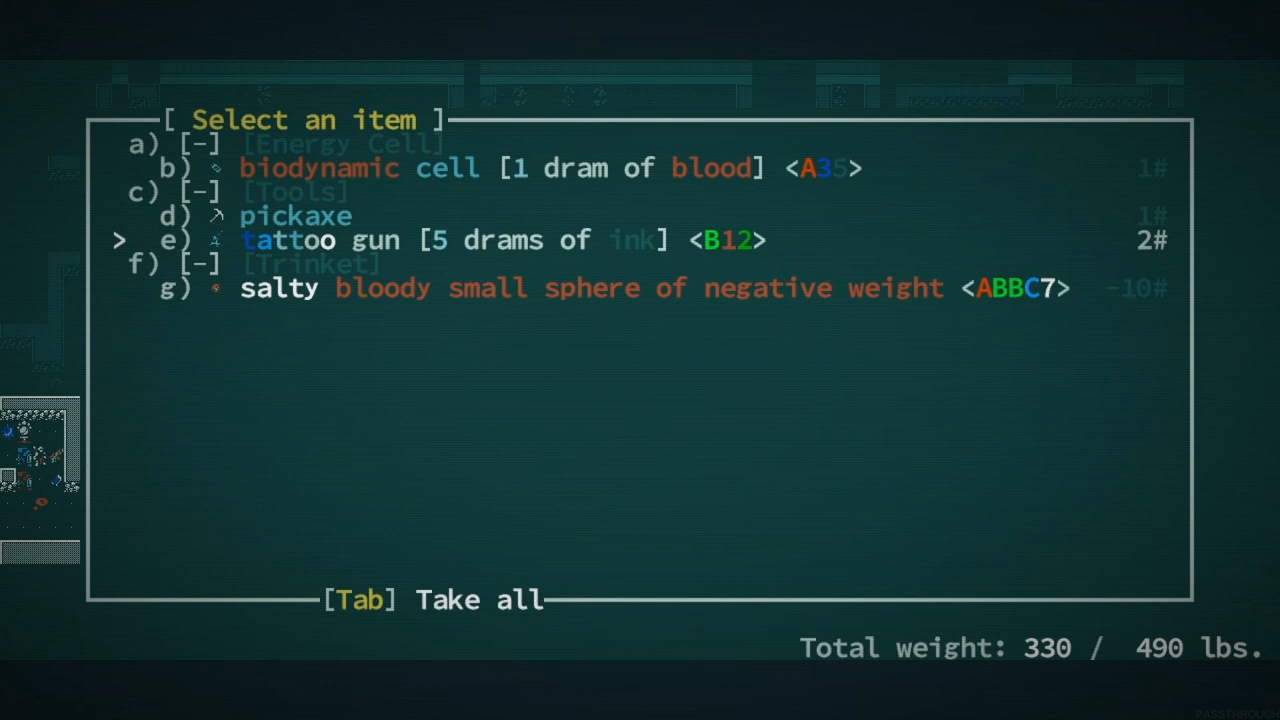 [ Select an item ]
a) [-] [Energy Cell]
b) biodynamic cell [1 dram of blood] <A35> 1#
c) [-] [Tools]
d) pickaxe 1#
> e) tattoo gun [5 drams of ink] <B12> 2#
f) [-] [Trinket]
g) salty bloody small sphere of negative weight <ABBC7> -10#
[Tab] Take all
Total weight: 330 / 490 lbs.